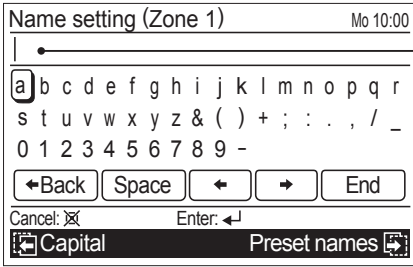 Name setting (Zone 1) Mo 10:00
a b c d e f g h i j k l m n o p q r
s t u v w x y z & ( ) + ; : . , / _
0 1 2 3 4 5 6 7 8 9 -
←Back Space ← → End
Cancel: Enter: ↵
Capital Preset names